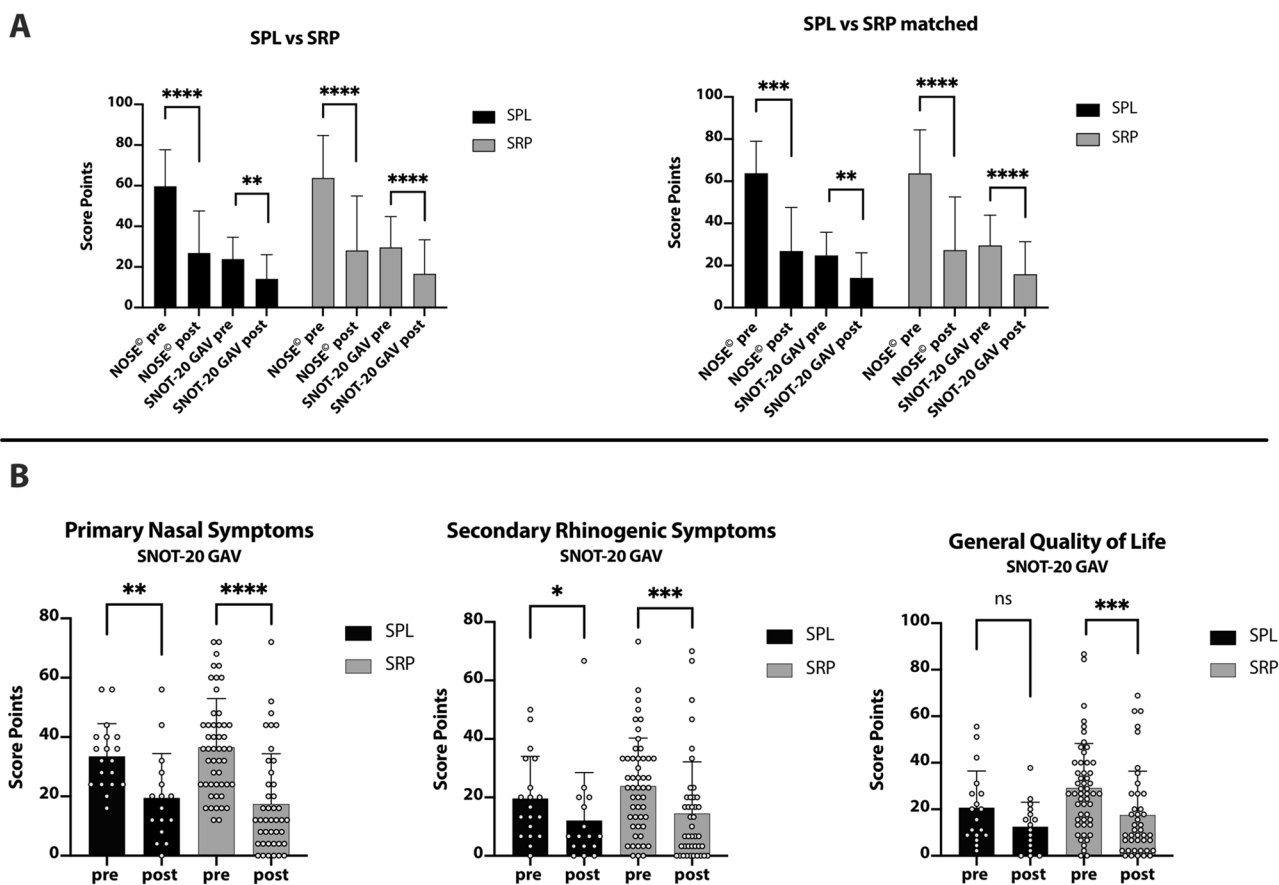 A
SPL vs SRP
SPL vs SRP matched
Score Points
100
80
60
40
20
0
****
**
****
****
SPL
SRP
NOSE© pre
NOSE© post
SNOT-20 GAV pre
SNOT-20 GAV post
NOSE© pre
NOSE© post
SNOT-20 GAV pre
SNOT-20 GAV post
Score Points
100
80
60
40
20
0
***
**
****
****
SPL
SRP
NOSE© pre
NOSE© post
SNOT-20 GAV pre
SNOT-20 GAV post
NOSE© pre
NOSE© post
SNOT-20 GAV pre
SNOT-20 GAV post
B
Primary Nasal Symptoms
SNOT-20 GAV
**
****
Score Points
80
60
40
20
0
SPL
SRP
pre
post
pre
post
Secondary Rhinogenic Symptoms
SNOT-20 GAV
*
***
Score Points
80
60
40
20
0
SPL
SRP
pre
post
pre
post
General Quality of Life
SNOT-20 GAV
ns
***
Score Points
100
80
60
40
20
0
SPL
SRP
pre
post
pre
post